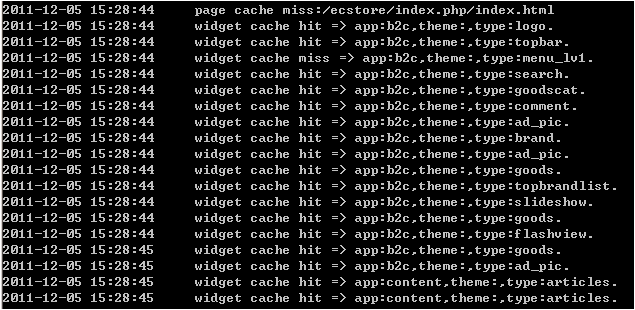 2011-12-05 15:28:44 page cache miss:/ecstore/index.php/index.html
2011-12-05 15:28:44 widget cache hit => app:b2c,theme:,type:logo.
2011-12-05 15:28:44 widget cache hit => app:b2c,theme:,type:topbar.
2011-12-05 15:28:44 widget cache miss => app:b2c,theme:,type:menu_lv1.
2011-12-05 15:28:44 widget cache hit => app:b2c,theme:,type:search.
2011-12-05 15:28:44 widget cache hit => app:b2c,theme:,type:goodscat.
2011-12-05 15:28:44 widget cache hit => app:b2c,theme:,type:comment.
2011-12-05 15:28:44 widget cache hit => app:b2c,theme:,type:ad_pic.
2011-12-05 15:28:44 widget cache hit => app:b2c,theme:,type:brand.
2011-12-05 15:28:44 widget cache hit => app:b2c,theme:,type:ad_pic.
2011-12-05 15:28:44 widget cache hit => app:b2c,theme:,type:goods.
2011-12-05 15:28:44 widget cache hit => app:b2c,theme:,type:topbrandlist.
2011-12-05 15:28:44 widget cache hit => app:b2c,theme:,type:slideshow.
2011-12-05 15:28:44 widget cache hit => app:b2c,theme:,type:goods.
2011-12-05 15:28:44 widget cache hit => app:b2c,theme:,type:flashview.
2011-12-05 15:28:45 widget cache hit => app:b2c,theme:,type:goods.
2011-12-05 15:28:45 widget cache hit => app:b2c,theme:,type:ad_pic.
2011-12-05 15:28:45 widget cache hit => app:content,theme:,type:articles.
2011-12-05 15:28:45 widget cache hit => app:content,theme:,type:articles.